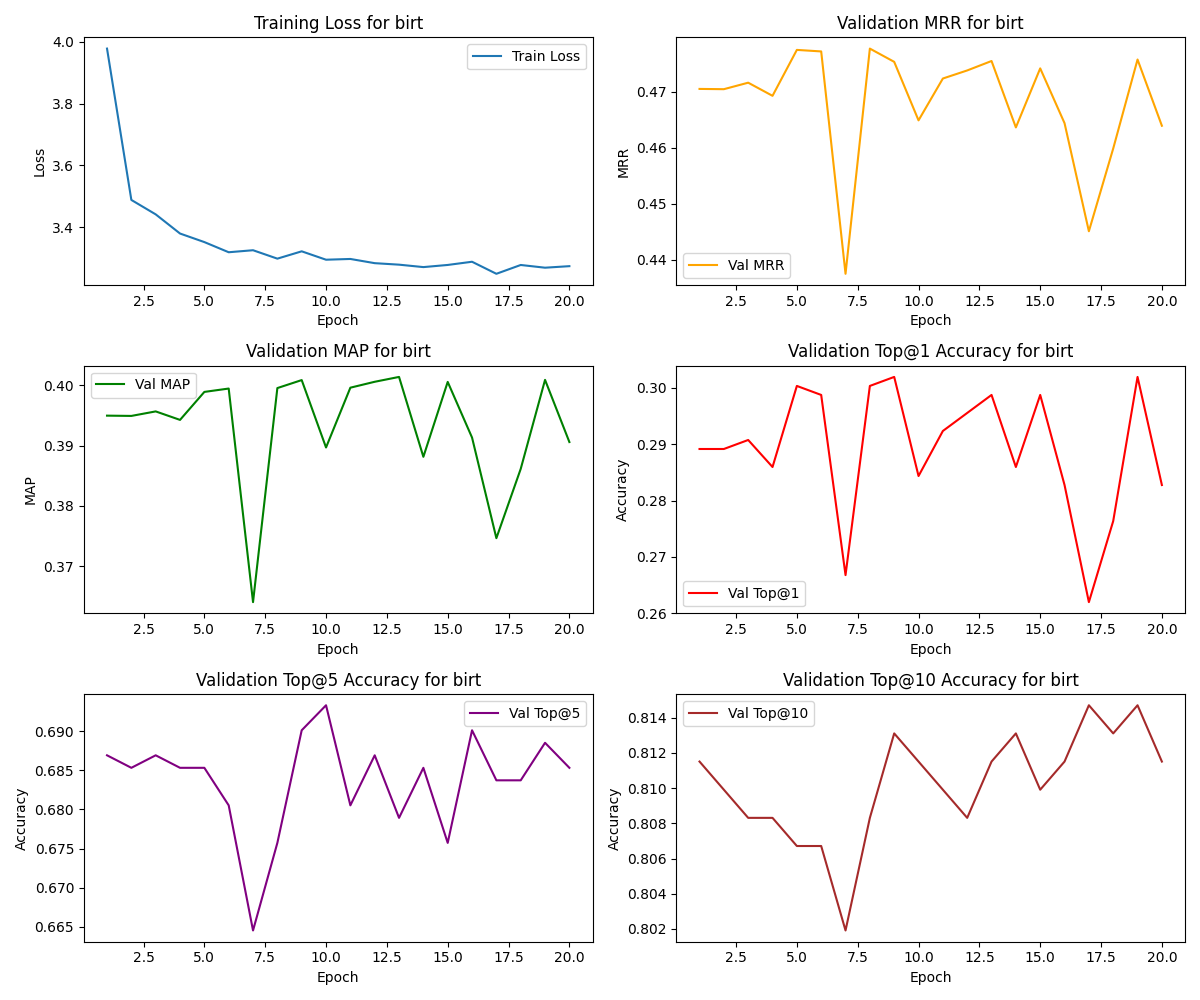 Training Loss for birt
4.0
3.8
3.6
3.4
Loss
Train Loss
2.5 5.0 7.5 10.0 12.5 15.0 17.5 20.0
Epoch
Validation MRR for birt
0.47
0.46
0.45
0.44
MRR
Val MRR
2.5 5.0 7.5 10.0 12.5 15.0 17.5 20.0
Epoch
Validation MAP for birt
0.40
0.39
0.38
0.37
MAP
Val MAP
2.5 5.0 7.5 10.0 12.5 15.0 17.5 20.0
Epoch
Validation Top@1 Accuracy for birt
0.30
0.29
0.28
0.27
0.26
Accuracy
Val Top@1
2.5 5.0 7.5 10.0 12.5 15.0 17.5 20.0
Epoch
Validation Top@5 Accuracy for birt
0.690
0.685
0.680
0.675
0.670
0.665
Accuracy
Val Top@5
2.5 5.0 7.5 10.0 12.5 15.0 17.5 20.0
Epoch
Validation Top@10 Accuracy for birt
0.814
0.812
0.810
0.808
0.806
0.804
0.802
Accuracy
Val Top@10
2.5 5.0 7.5 10.0 12.5 15.0 17.5 20.0
Epoch